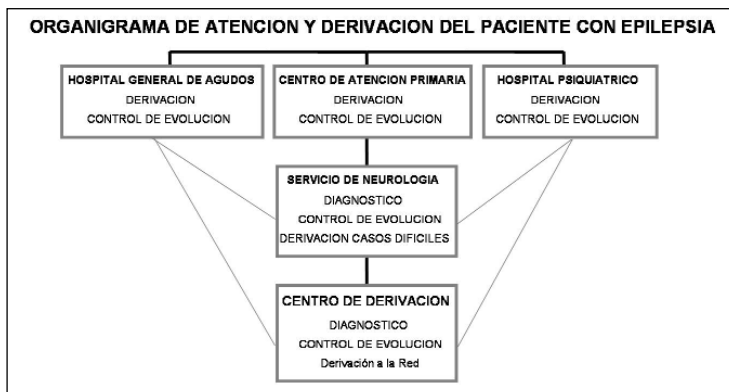 ORGANIGRAMA DE ATENCION Y DERIVACION DEL PACIENTE CON EPILEPSIA
HOSPITAL GENERAL DE AGUDOS
DERIVACION
CONTROL DE EVOLUCION
CENTRO DE ATENCION PRIMARIA
DERIVACION
CONTROL DE EVOLUCION
HOSPITAL PSIQUIATRICO
DERIVACION
CONTROL DE EVOLUCION
SERVICIO DE NEUROLOGIA
DIAGNOSTICO
CONTROL DE EVOLUCION
DERIVACION CASOS DIFICILES
CENTRO DE DERIVACION
DIAGNOSTICO
CONTROL DE EVOLUCION
Derivación a la Red